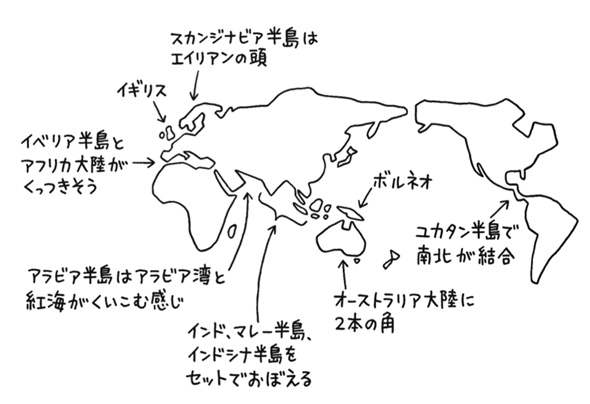 スカンジナビア半島は
エイリアンの頭
イギリス
イベリア半島と
アフリカ大陸が
くっつきそう
ボルネオ
ユカタン半島で
南北が結合
アラビア半島はアラビア湾と
紅海がくいこむ感じ
オーストラリア大陸に
2本の角
インド、マレー半島、
インドシナ半島を
セットでおぼえる